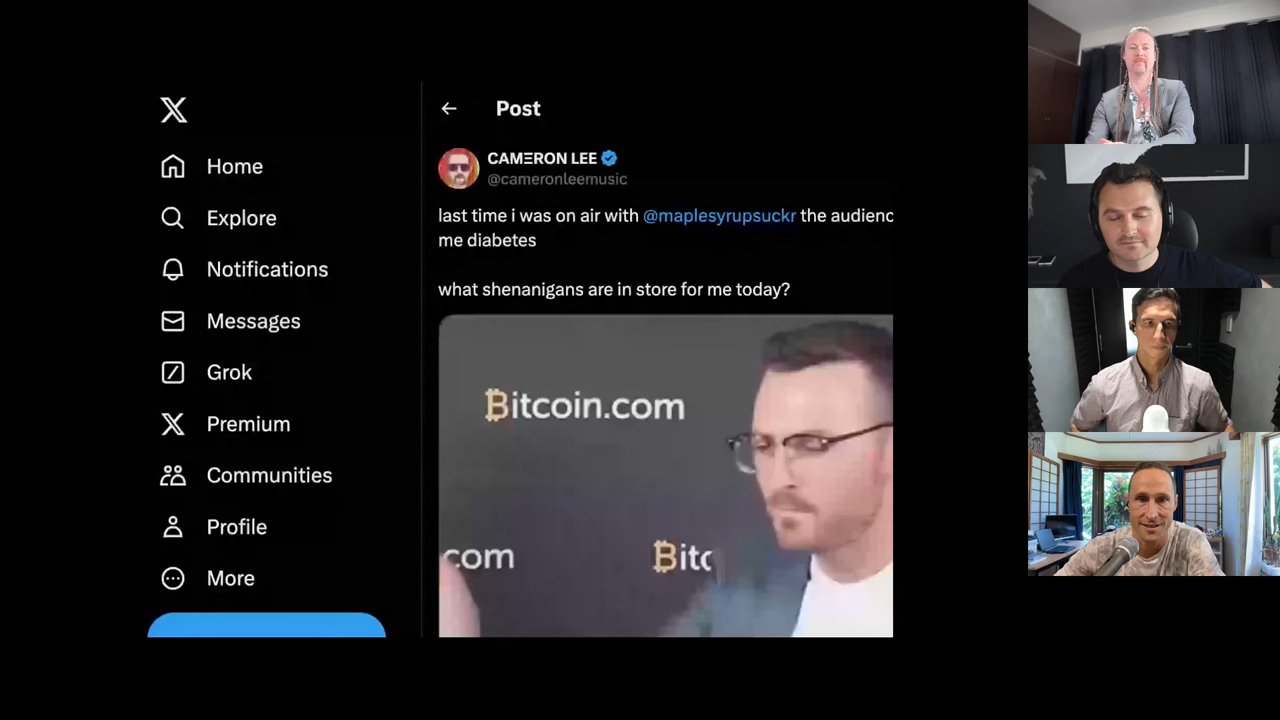 Home
Explore
Notifications
Messages
Grok
Premium
Communities
Profile
More
Post
CAMΞRON LEE
@cameronleemusic
last time i was on air with @maplesyrupsuckr the audienc
me diabetes
what shenanigans are in store for me today?
Bitcoin.com
.com
Bitc